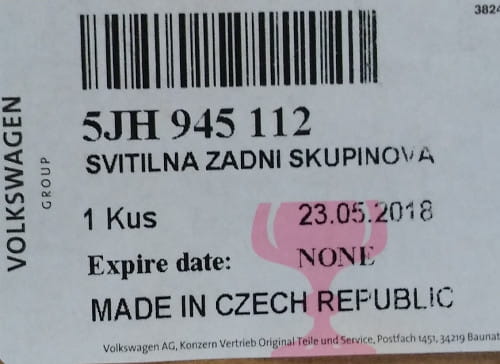 3824
VOLKSWAGEN
GROUP
5JH 945 112
SVITILNA ZADNI SKUPINOVA
1 Kus 23.05.2018
Expire date: NONE
MADE IN CZECH REPUBLIC
Volkswagen AG, Konzern Vertrieb Original Teile und Service, Postfach 1451, 34219 Baunat